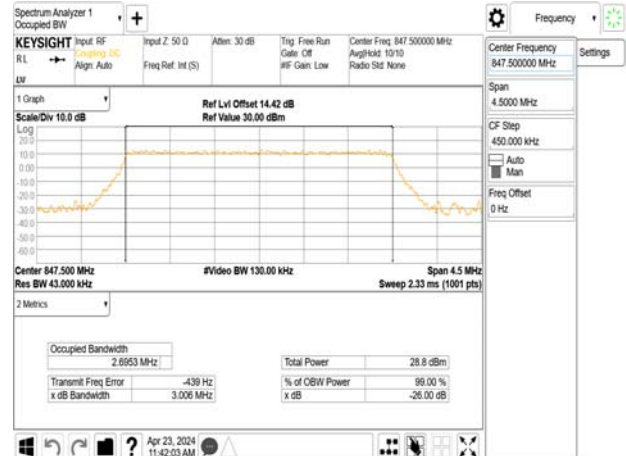 Spectrum Analyzer 1
Occupied BW
Frequency
KEYSIGHT Input: RF Input Z: 50 Ω Atten: 30 dB Trig: Free Run Center Freq: 847.500000 MHz
Coupling: DC Gate: Off Avg|Hold: 10/10
RL Align: Auto Freq Ref: Int (S) #IF Gain: Low Radio Std: None
Center Frequency
847.500000 MHz
Settings
Span
4.5000 MHz
CF Step
450.000 kHz
Auto
Man
Freq Offset
0 Hz
1 Graph
Scale/Div 10.0 dB
Ref Lvl Offset 14.42 dB
Ref Value 30.00 dBm
Log
20.0
10.0
0.00
-10.0
-20.0
-30.0
-40.0
-50.0
-60.0
Center 847.500 MHz #Video BW 130.00 kHz Span 4.5 MHz
Res BW 43.000 kHz Sweep 2.33 ms (1001 pts)
2 Metrics
Occupied Bandwidth
2.6953 MHz
Total Power 28.8 dBm
Transmit Freq Error -439 Hz % of OBW Power 99.00 %
x dB Bandwidth 3.006 MHz x dB -26.00 dB
?
Apr 23, 2024
11:42:03 AM